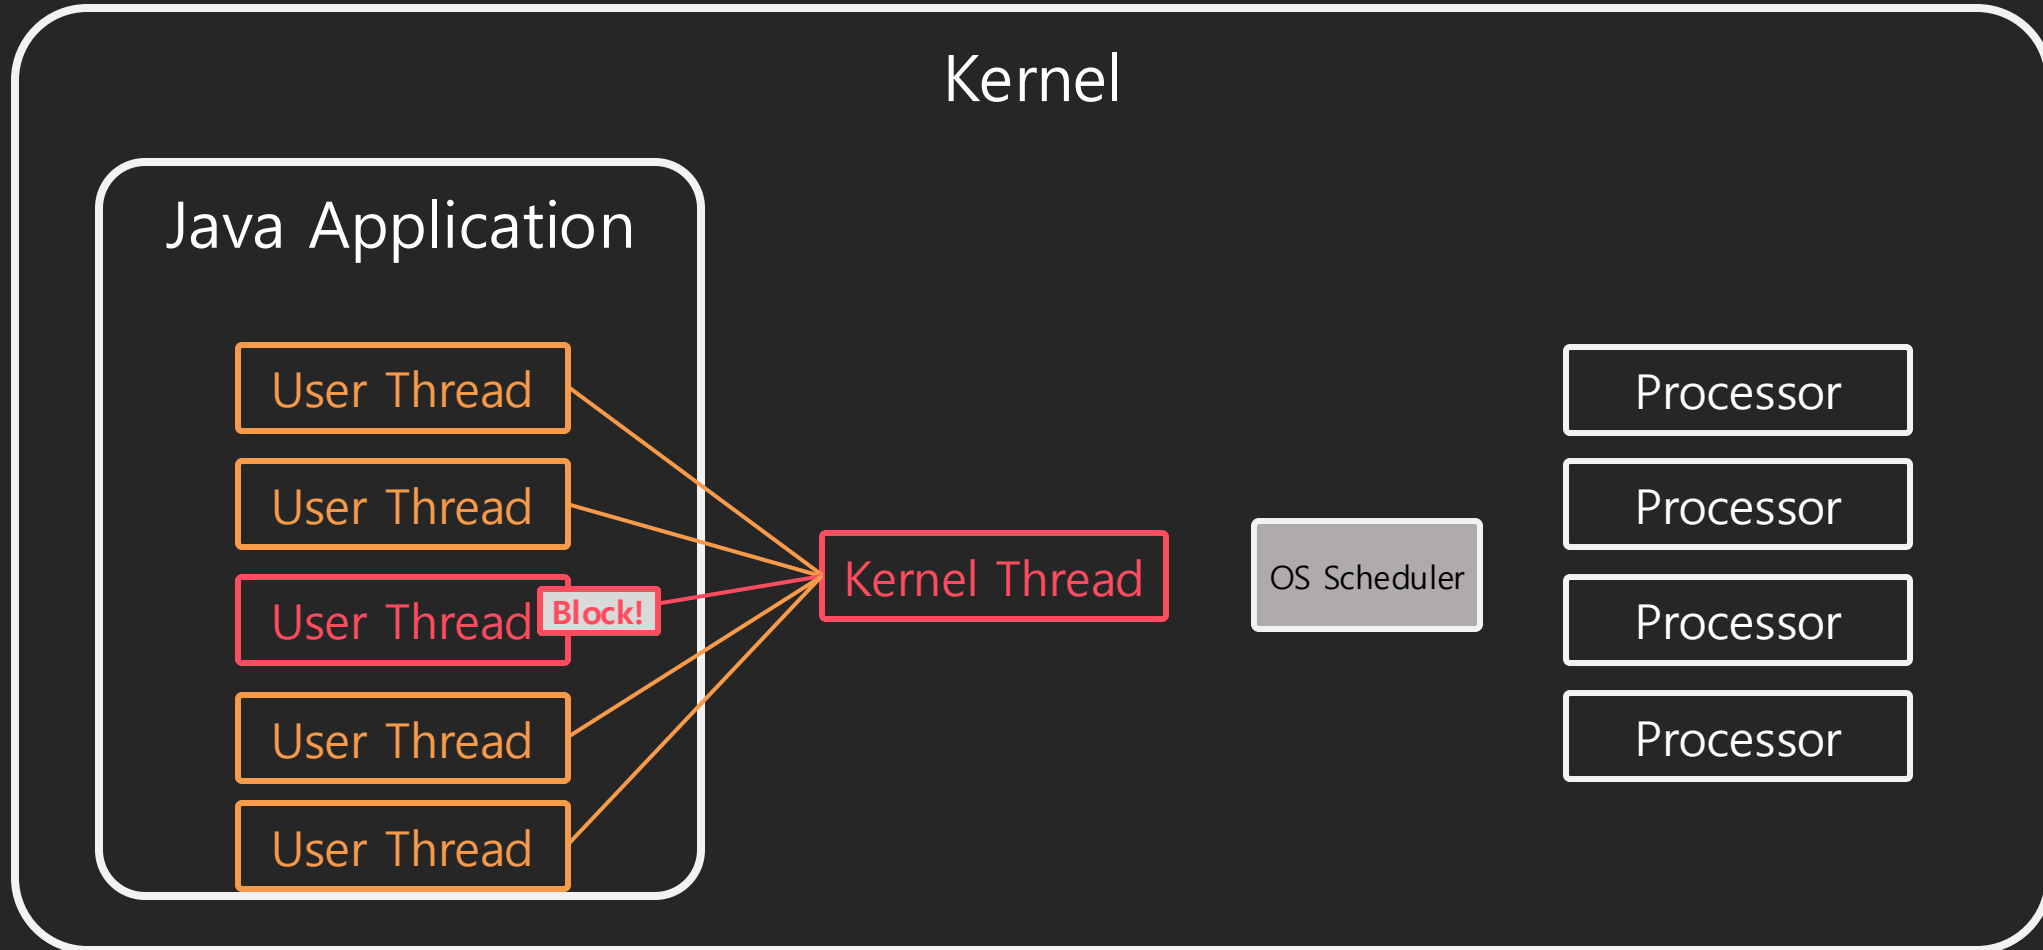 Kernel
Java Application
User Thread
User Thread
User Thread
Block!
User Thread
User Thread
Kernel Thread
OS Scheduler
Processor
Processor
Processor
Processor